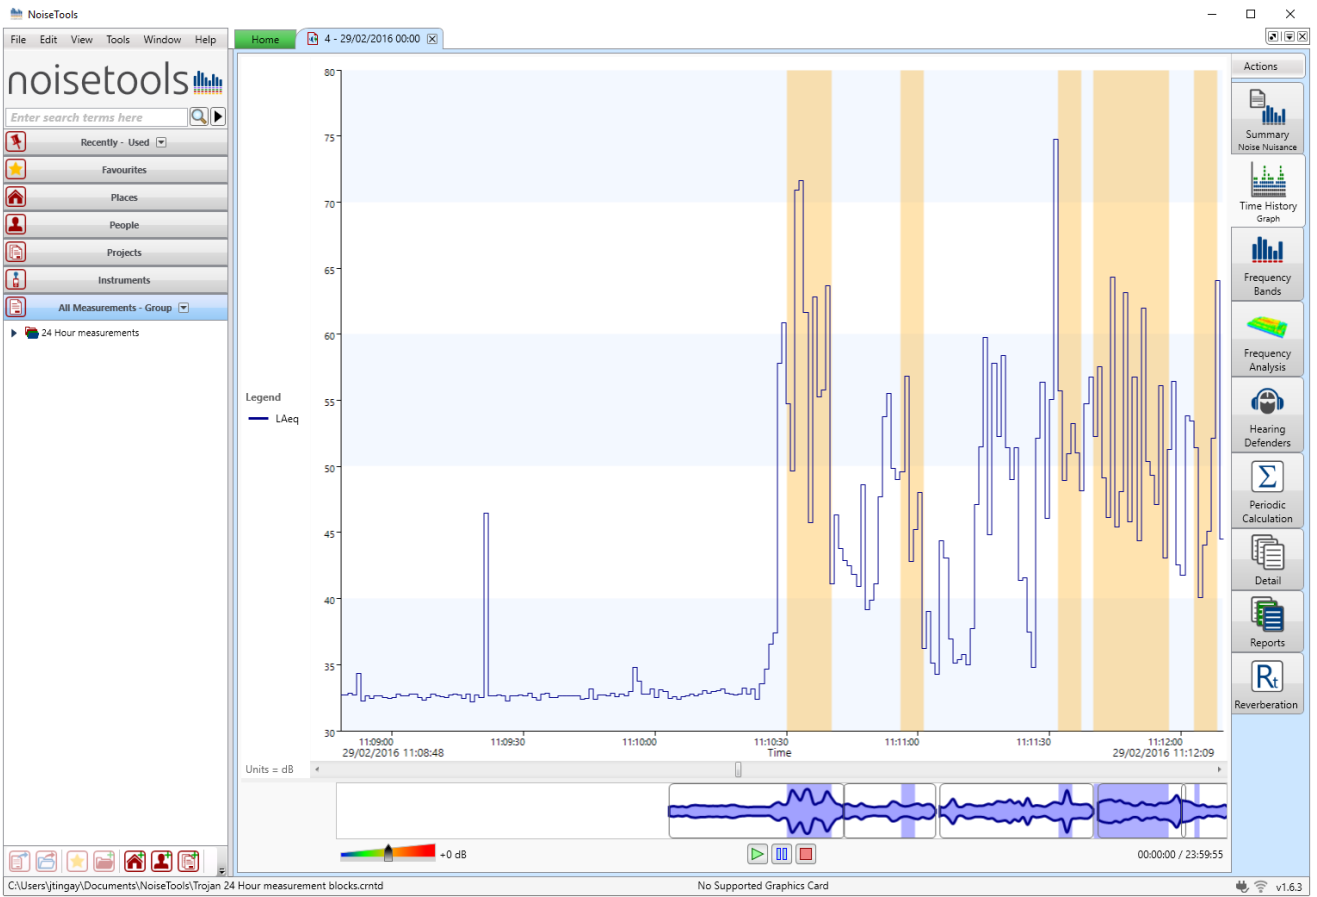 NoiseTools
File Edit View Tools Window Help
Home
4 - 29/02/2016 00:00
noisetools
Enter search terms here
Recently - Used
Favourites
Places
People
Projects
Instruments
All Measurements - Group
24 Hour measurements
Legend
LAeq
80
75
70
65
60
55
50
45
40
35
30
11:09:00 11:09:30 11:10:00 11:10:30 11:11:00 11:11:30 11:12:00
29/02/2016 11:08:48 Time 29/02/2016 11:12:09
Units = dB
+0 dB
00:00:00 / 23:59:55
Actions
Summary
Noise Nuisance
Time History
Graph
Frequency
Bands
Frequency
Analysis
Hearing
Defenders
Σ
Periodic
Calculation
Detail
Reports
Rt
Reverberation
C:\Users\jtingay\Documents\NoiseTools\Trojan 24 Hour measurement blocks.crntd
No Supported Graphics Card
v1.6.3